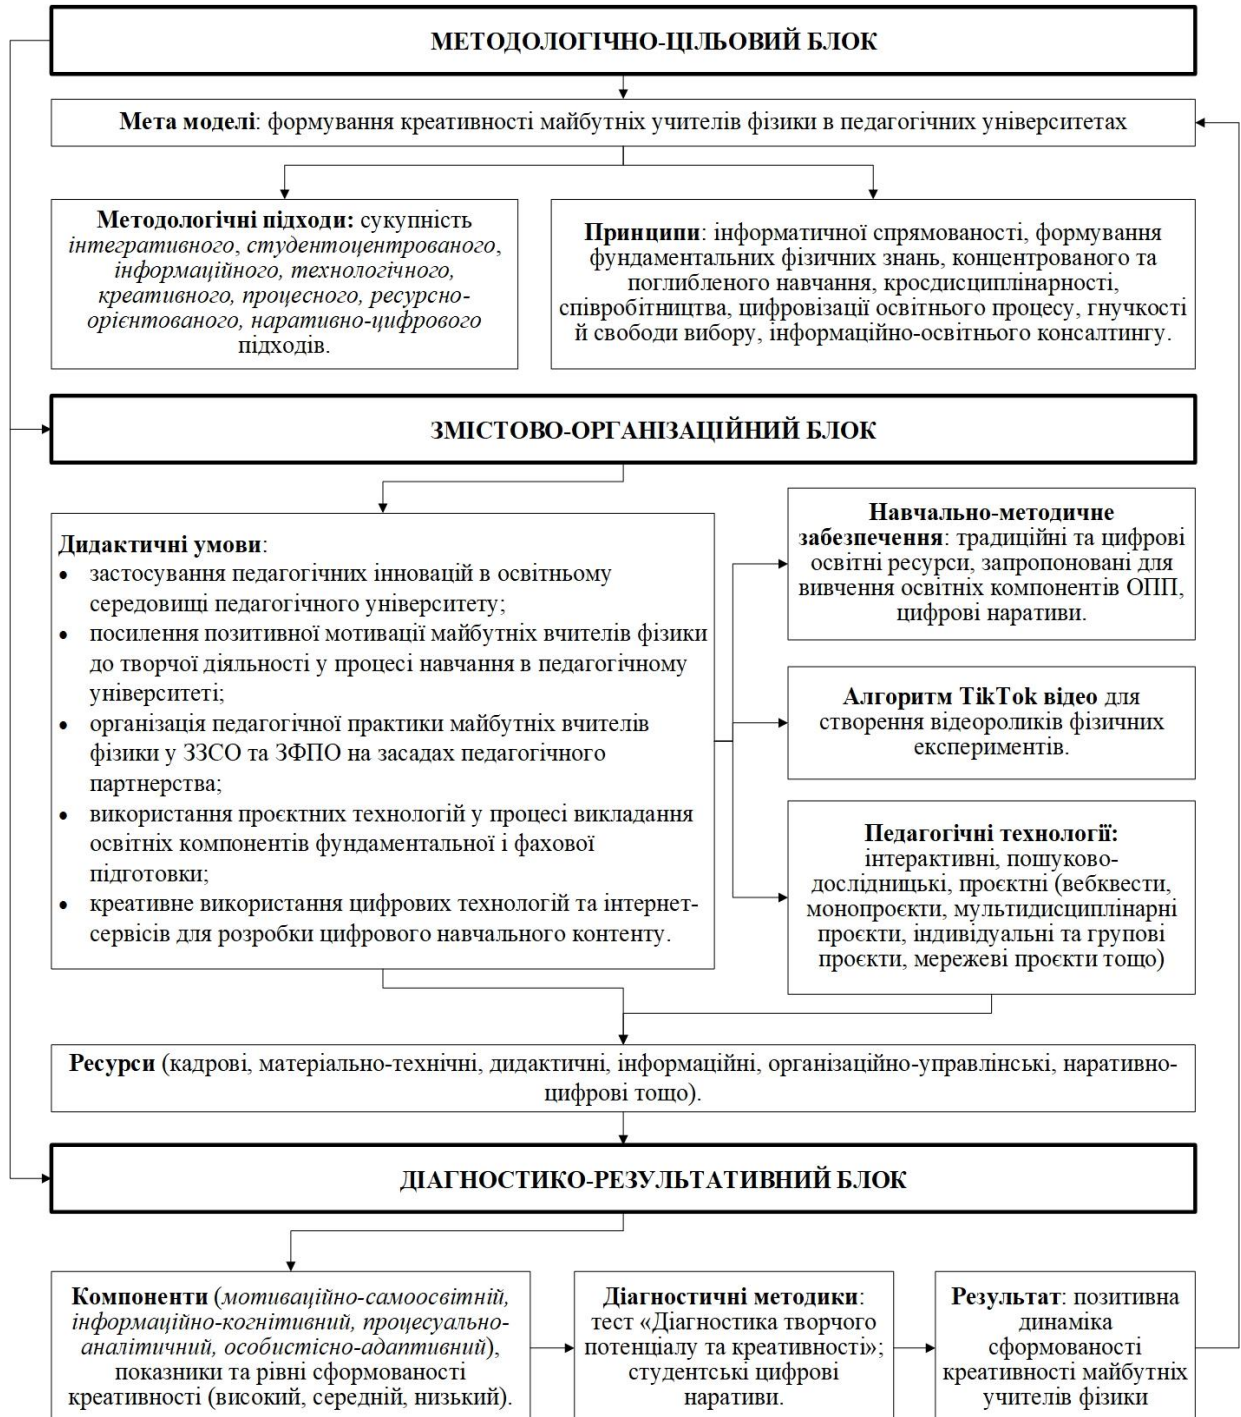 МЕТОДОЛОГІЧНО-ЦІЛЬОВИЙ БЛОК
Мета моделі: формування креативності майбутніх учителів фізики в педагогічних університетах
Методологічні підходи: сукупність
інтегративного, студентоцентрованого,
інформаційного, технологічного,
креативного, процесного, ресурсно-
орієнтованого, наративно-цифрового
підходів.
Принципи: інформатичної спрямованості, формування
фундаментальних фізичних знань, концентрованого та
поглибленого навчання, кросдисциплінарності,
співробітництва, цифровізації освітнього процесу, гнучкості
й свободи вибору, інформаційно-освітнього консалтингу.
ЗМІСТОВО-ОРГАНІЗАЦІЙНИЙ БЛОК
Дидактичні умови:
• застосування педагогічних інновацій в освітньому
середовищі педагогічного університету;
• посилення позитивної мотивації майбутніх вчителів фізики
до творчої діяльності у процесі навчання в педагогічному
університеті;
• організація педагогічної практики майбутніх вчителів
фізики у ЗЗСО та ЗФПО на засадах педагогічного
партнерства;
• використання проєктних технологій у процесі викладання
освітніх компонентів фундаментальної і фахової
підготовки;
• креативне використання цифрових технологій та інтернет-
сервісів для розробки цифрового навчального контенту.
Навчально-методичне
забезпечення: традиційні та цифрові
освітні ресурси, запропоновані для
вивчення освітніх компонентів ОПП,
цифрові наративи.
Алгоритм TikTok відео для
створення відеороликів фізичних
експериментів.
Педагогічні технології:
інтерактивні, пошуково-
дослідницькі, проєктні (вебквести,
монопроєкти, мультидисциплінарні
проєкти, індивідуальні та групові
проєкти, мережеві проєкти тощо)
Ресурси (кадрові, матеріально-технічні, дидактичні, інформаційні, організаційно-управлінські, наративно-
цифрові тощо).
ДІАГНОСТИКО-РЕЗУЛЬТАТИВНИЙ БЛОК
Компоненти (мотиваційно-самоосвітній,
інформаційно-когнітивний, процесуально-
аналітичний, особистісно-адаптивний),
показники та рівні сформованості
креативності (високий, середній, низький).
Діагностичні методики:
тест «Діагностика творчого
потенціалу та креативності»;
студентські цифрові
наративи.
Результат: позитивна
динаміка
сформованості
креативності майбутніх
учителів фізики